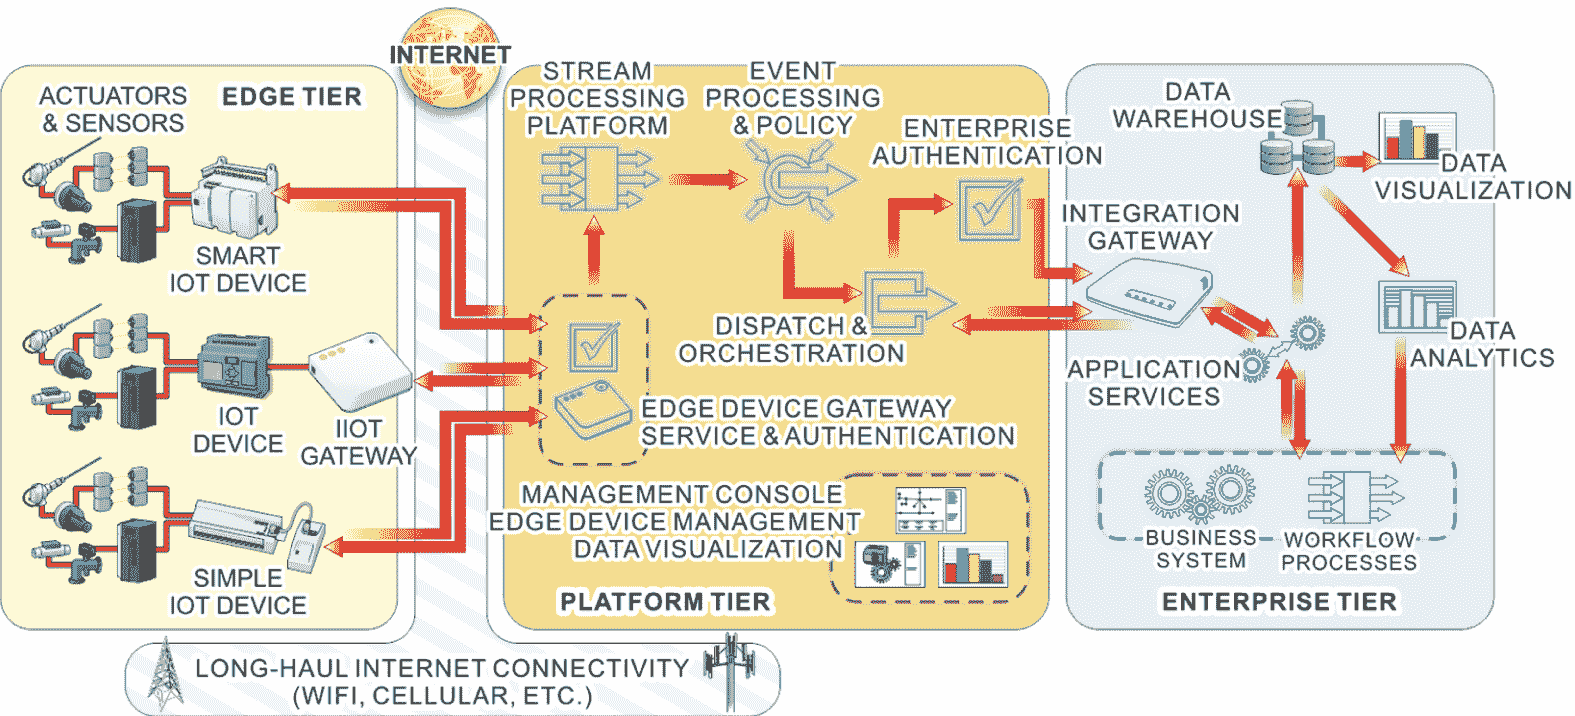 INTERNET
ACTUATORS
& SENSORS
EDGE TIER
SMART
IOT DEVICE
IOT
DEVICE
IIOT
GATEWAY
SIMPLE
IOT DEVICE
STREAM
PROCESSING
PLATFORM
EVENT
PROCESSING
& POLICY
ENTERPRISE
AUTHENTICATION
DISPATCH &
ORCHESTRATION
EDGE DEVICE GATEWAY
SERVICE & AUTHENTICATION
MANAGEMENT CONSOLE
EDGE DEVICE MANAGEMENT
DATA VISUALIZATION
PLATFORM TIER
DATA
WAREHOUSE
DATA
VISUALIZATION
INTEGRATION
GATEWAY
DATA
ANALYTICS
APPLICATION
SERVICES
BUSINESS
SYSTEM
WORKFLOW
PROCESSES
ENTERPRISE TIER
LONG-HAUL INTERNET CONNECTIVITY
(WIFI, CELLULAR, ETC.)